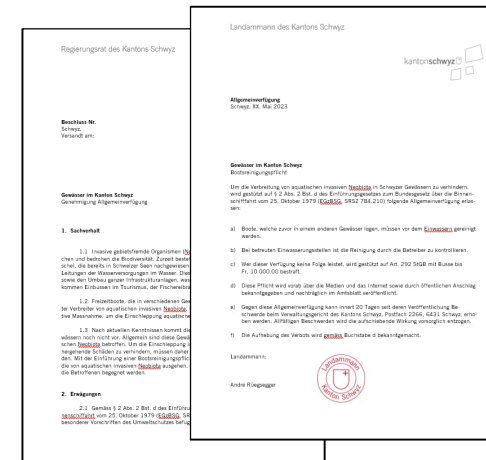 Regierungsrat des Kantons Schwyz
Beschluss Nr.
Schwyz,
Versandt am:
Gewässer im Kanton Schwyz
Genehmigung Allgemeinverfügung
1. Sachverhalt
1.1 Invasive gebietsfremde Organismen (Ne
chen und bedrohen die Biodiversität. Zurzeit beste
schel, die bereits in Schwyzer Seen nachgewiesen
Leitungen der Wasserversorgungen im Wasser. Dies
sowie den Umbau ganzer Infrastrukturanlagen, was
kommen Einbussen im Tourismus, der Fischereibra
1.2 Freizeitboote, die in verschiedenen Gew
ter Verbreiter von aquatischen invasiven Neobiota.
tive Massnahme, um die Einschleppung aquatische
1.3 Nach aktuellen Kenntnissen kommt die
wässern noch nicht vor. Allgemein sind diese Gewä
schen Neobiota betroffen. Um die Einschleppung i
hergehende Schäden zu verhindern, müssen daher
den. Mit der Einführung einer Bootsreinigungspflic
die von aquatischen invasiven Neobiota ausgehen.
die Betroffenen begegnet werden.
2. Erwägungen
2.1 Gemäss § 2 Abs. 2 Bst. d des Einführu
nenschifffahrt vom 25. Oktober 1979 (EGzBSG, SR
besonderer Vorschriften des Umweltschutzes befug
Landammann des Kantons Schwyz
kantonschwyz
Allgemeinverfügung
Schwyz, XX. Mai 2023
Gewässer im Kanton Schwyz
Bootsreinigungspflicht
Um die Verbreitung von aquatischen invasiven Neobiota in Schwyzer Gewässern zu verhindern,
wird gestützt auf § 2 Abs. 2 Bst. d des Einführungsgesetzes zum Bundesgesetz über die Binnen-
schifffahrt vom 25. Oktober 1979 (EGzBSG, SRSZ 784.210) folgende Allgemeinverfügung erlas-
sen:
a) Boote, welche zuvor in einem anderen Gewässer lagen, müssen vor dem Einwassern gereinigt
werden.
b) Bei betreuten Einwasserungsstellen ist die Reinigung durch die Betreiber zu kontrollieren.
c) Wer dieser Verfügung keine Folge leistet, wird gestützt auf Art. 292 StGB mit Busse bis
Fr. 10 000.00 bestraft.
d) Diese Pflicht wird vorab über die Medien und das Internet sowie durch öffentlichen Anschlag
bekanntgegeben und nachträglich im Amtsblatt veröffentlicht.
e) Gegen diese Allgemeinverfügung kann innert 20 Tagen seit deren Veröffentlichung Be-
schwerde beim Verwaltungsgericht des Kantons Schwyz, Postfach 2266, 6431 Schwyz, erho-
ben werden. Allfälligen Beschwerden wird die aufschiebende Wirkung vorsorglich entzogen.
f) Die Aufhebung des Verbots wird gemäss Buchstabe d bekanntgemacht.
Landammann:
André Rüegsegger
Landammann
Kanton Schwyz